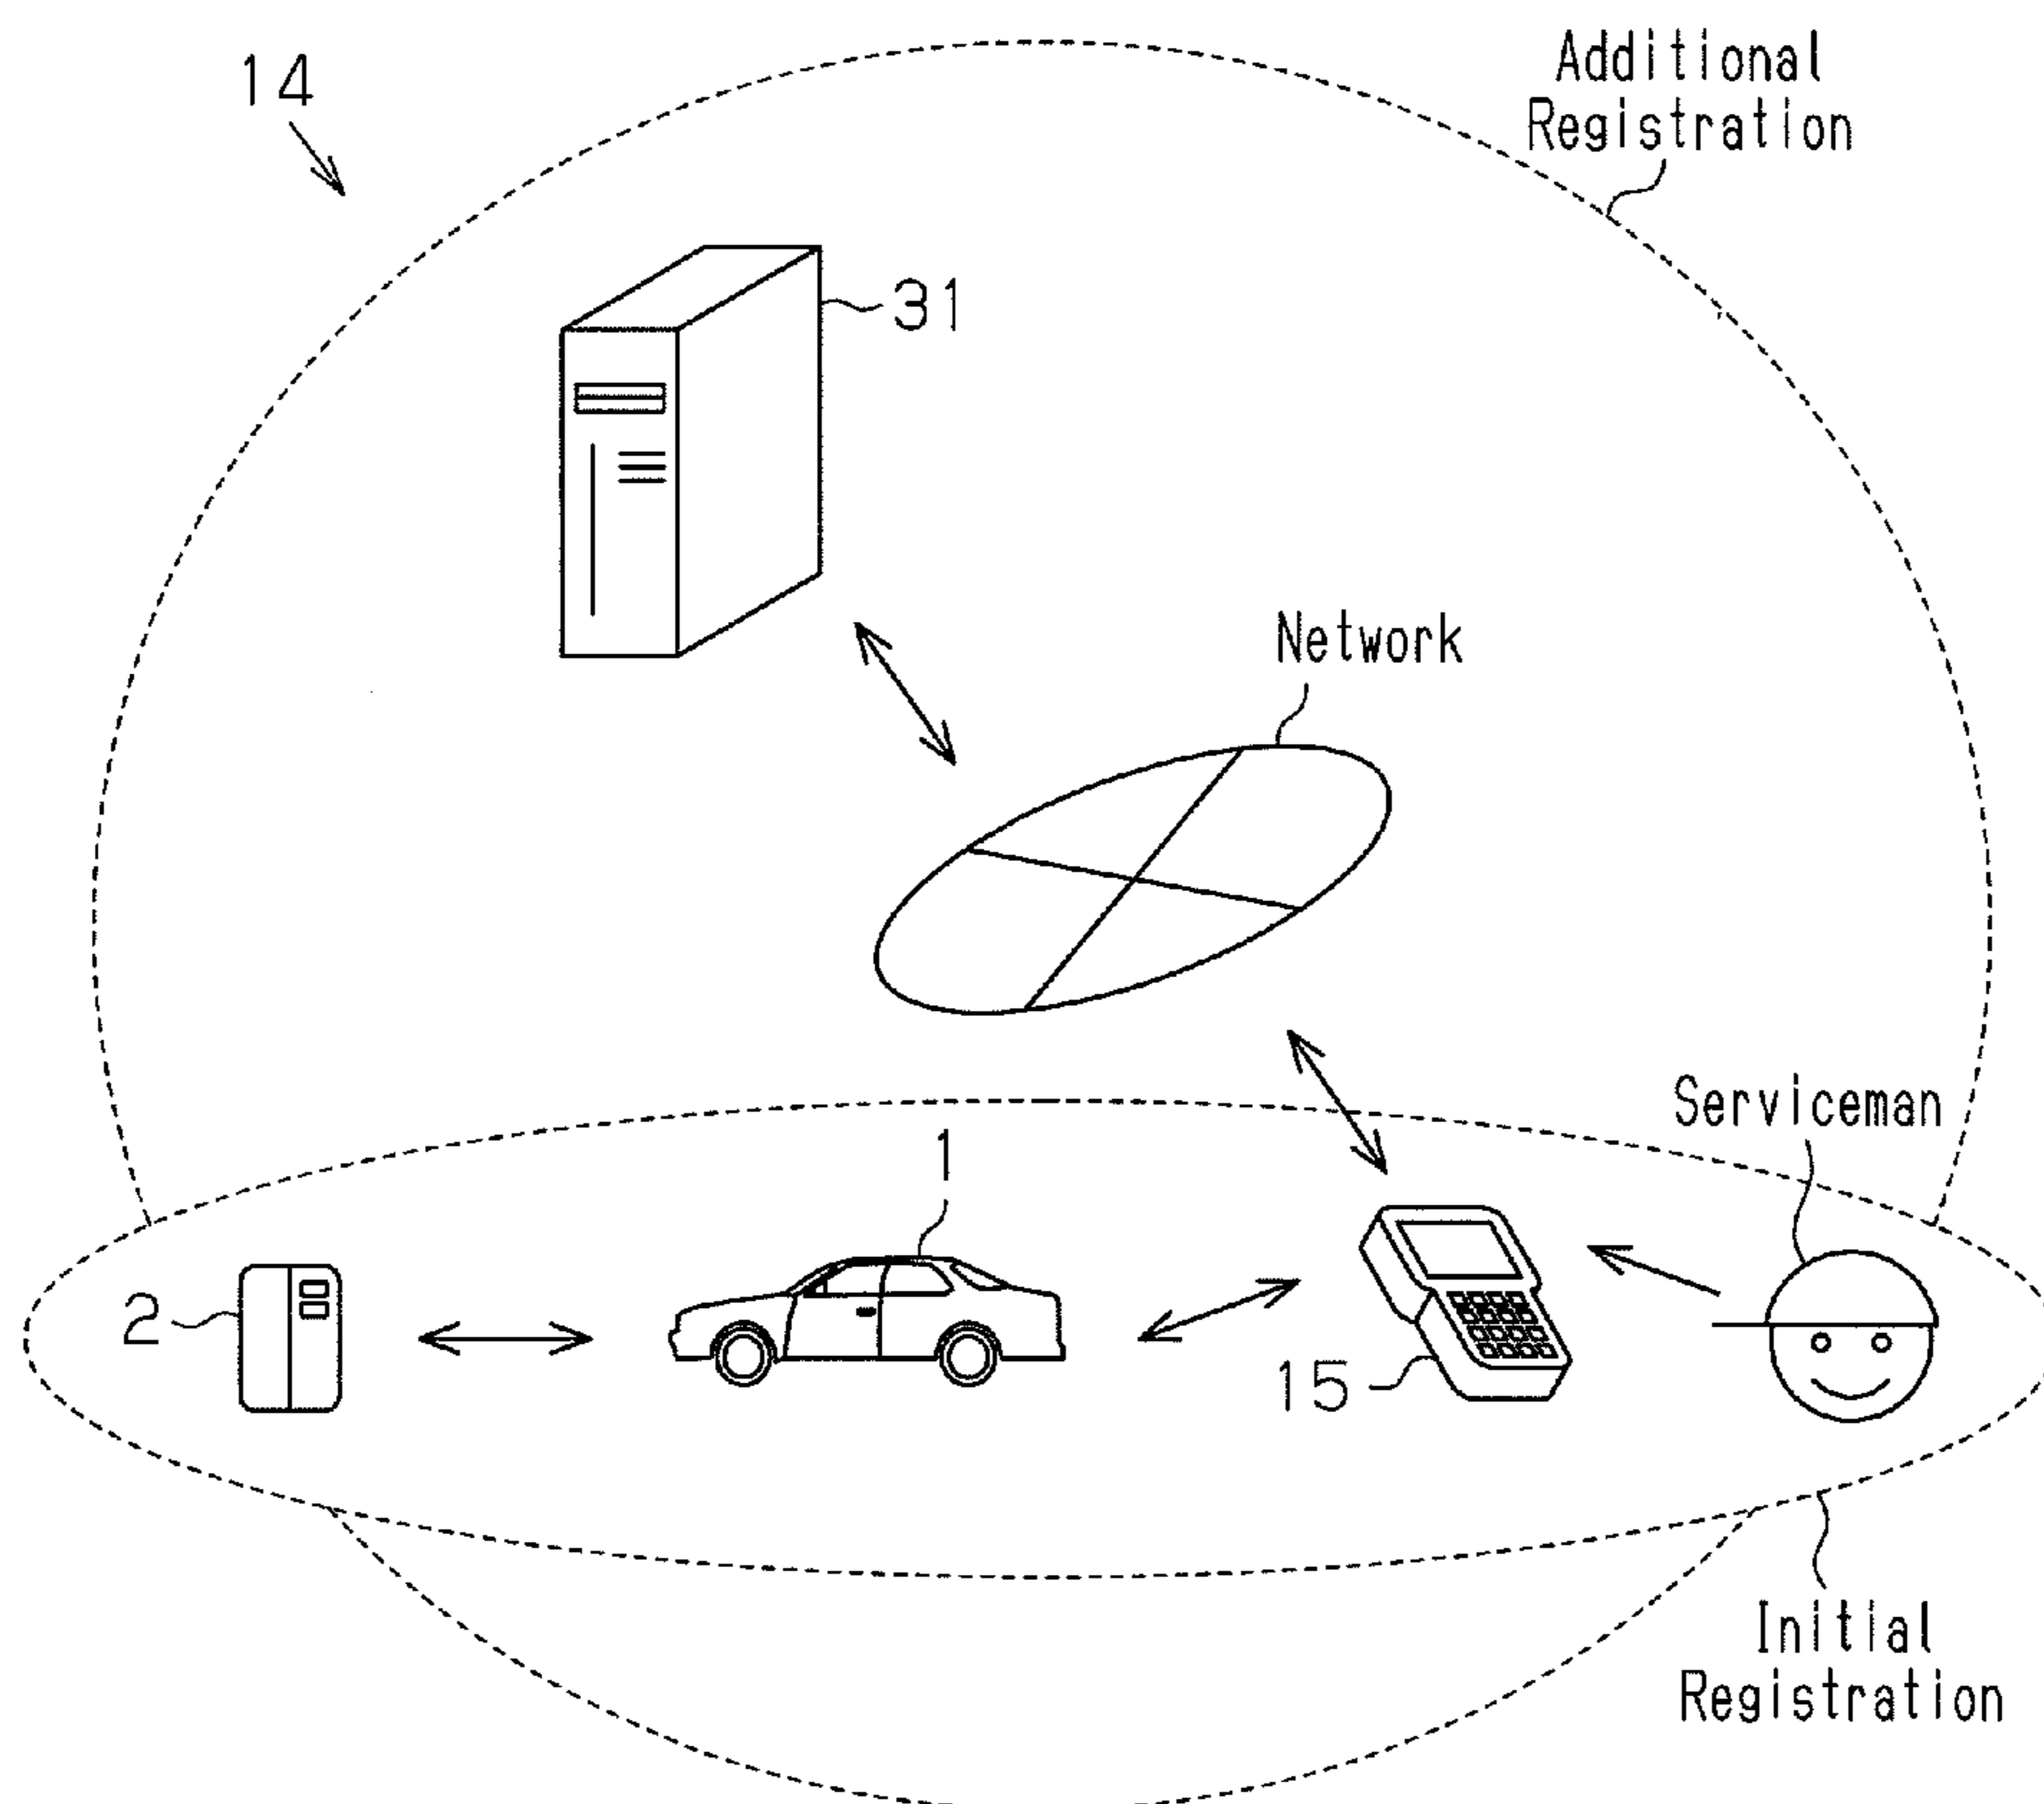 14
Additional
Registration
31
Network
Serviceman
1
2
15
Initial
Registration